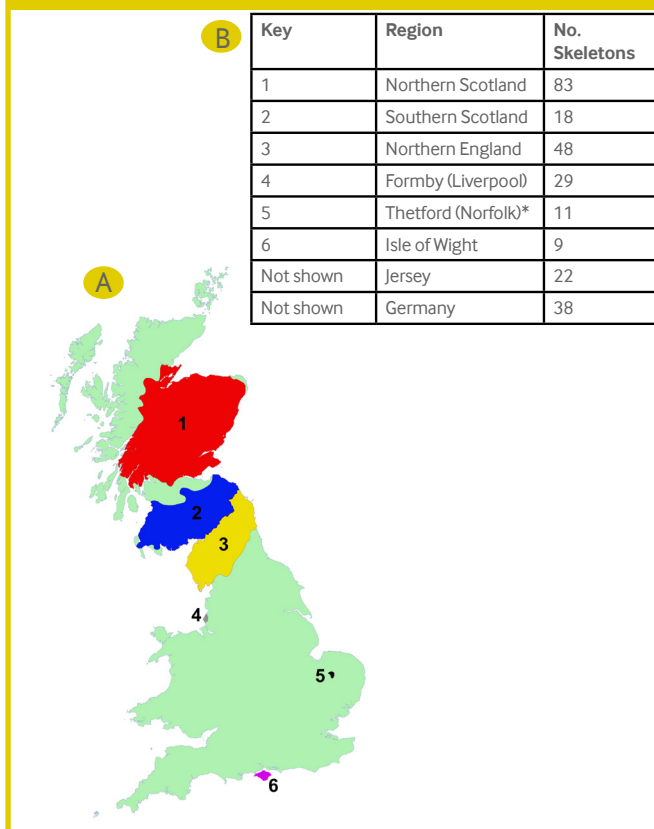 B
Key Region No. Skeletons
1 Northern Scotland 83
2 Southern Scotland 18
3 Northern England 48
4 Formby (Liverpool) 29
5 Thetford (Norfolk)* 11
6 Isle of Wight 9
Not shown Jersey 22
Not shown Germany 38
A
1
2
3
4
5
6